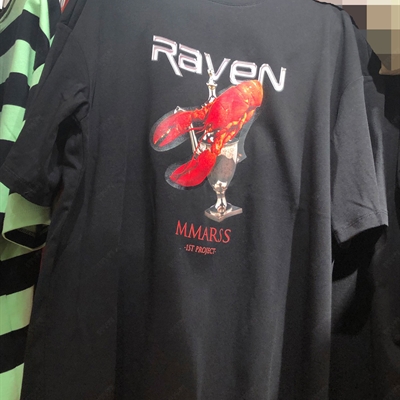 Raven
MMARSS
-1ST PROJECT-